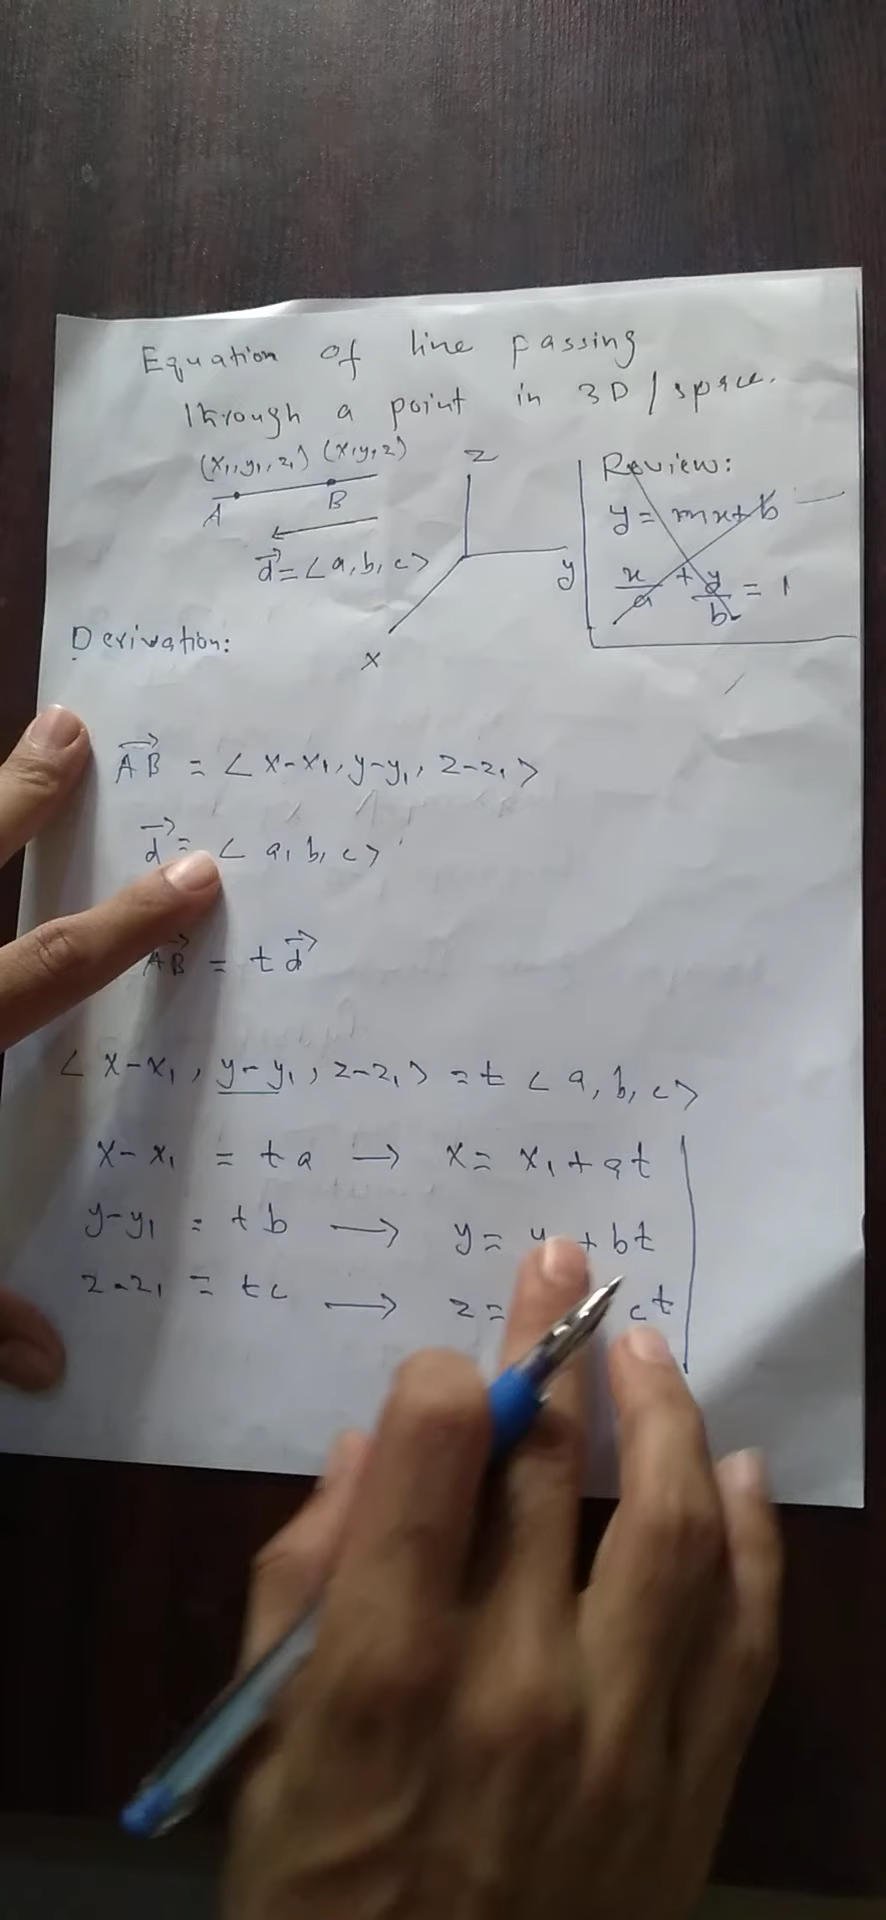 Equation of line passing
through a point in 3D / space.
(x₁, y₁, z₁) (x, y, z)
A B
d⃗ = < a, b, c >
z
y
x
Review:
y = mx + b
x/a + y/b = 1
Derivation:
AB⃗ = < x-x₁, y-y₁, z-z₁ >
d⃗ = < a, b, c >
AB⃗ = t d⃗
< x-x₁, y-y₁, z-z₁ > = t < a, b, c >
x-x₁ = ta → x = x₁ + at
y-y₁ = tb → y = + bt
z-z₁ = tc → z = ct